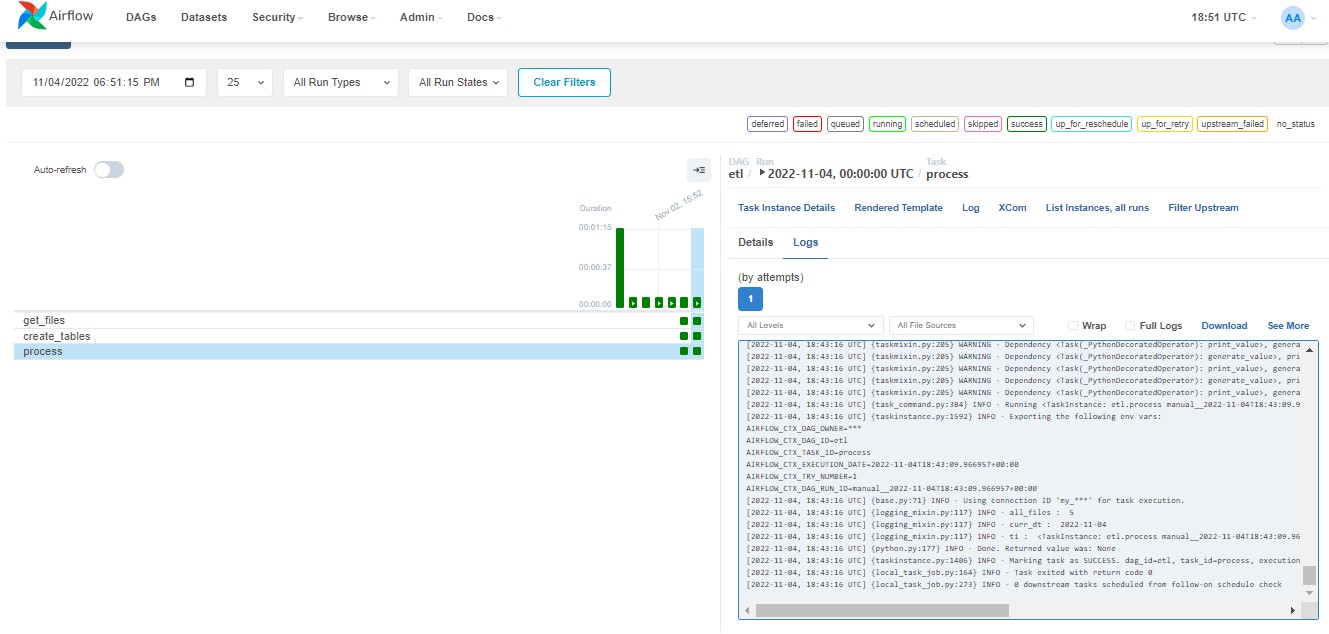 Airflow DAGs Datasets Security Browse Admin Docs 18:51 UTC AA
11/04/2022 06:51:15 PM 25 All Run Types All Run States Clear Filters
deferred failed queued running scheduled skipped success up_for_reschedule up_for_retry upstream_failed no_status
Auto-refresh
Duration
Nov 02, 15:52
00:01:15
00:00:37
00:00:00
get_files
create_tables
process
DAG Run Task
etl / 2022-11-04, 00:00:00 UTC / process
Task Instance Details Rendered Template Log XCom List Instances, all runs Filter Upstream
Details Logs
(by attempts)
1
All Levels All File Sources Wrap Full Logs Download See More
[2022-11-04, 18:43:16 UTC] {taskmixin.py:205} WARNING - Dependency <Task(_PythonDecoratedOperator): print_value>, genera
[2022-11-04, 18:43:16 UTC] {taskmixin.py:205} WARNING - Dependency <Task(_PythonDecoratedOperator): generate_value>, pri
[2022-11-04, 18:43:16 UTC] {taskmixin.py:205} WARNING - Dependency <Task(_PythonDecoratedOperator): print_value>, genera
[2022-11-04, 18:43:16 UTC] {taskmixin.py:205} WARNING - Dependency <Task(_PythonDecoratedOperator): generate_value>, pri
[2022-11-04, 18:43:16 UTC] {taskmixin.py:205} WARNING - Dependency <Task(_PythonDecoratedOperator): print_value>, genera
[2022-11-04, 18:43:16 UTC] {task_command.py:384} INFO - Running <TaskInstance: etl.process manual__2022-11-04T18:43:09.9
[2022-11-04, 18:43:16 UTC] {taskinstance.py:1592} INFO - Exporting the following env vars:
AIRFLOW_CTX_DAG_OWNER=***
AIRFLOW_CTX_DAG_ID=etl
AIRFLOW_CTX_TASK_ID=process
AIRFLOW_CTX_EXECUTION_DATE=2022-11-04T18:43:09.966957+00:00
AIRFLOW_CTX_TRY_NUMBER=1
AIRFLOW_CTX_DAG_RUN_ID=manual__2022-11-04T18:43:09.966957+00:00
[2022-11-04, 18:43:16 UTC] {base.py:71} INFO - Using connection ID 'my_***' for task execution.
[2022-11-04, 18:43:16 UTC] {logging_mixin.py:117} INFO - all_files :  5
[2022-11-04, 18:43:16 UTC] {logging_mixin.py:117} INFO - curr_dt :  2022-11-04
[2022-11-04, 18:43:16 UTC] {logging_mixin.py:117} INFO - ti :  <TaskInstance: etl.process manual__2022-11-04T18:43:09.96
[2022-11-04, 18:43:16 UTC] {python.py:177} INFO - Done. Returned value was: None
[2022-11-04, 18:43:16 UTC] {taskinstance.py:1406} INFO - Marking task as SUCCESS. dag_id=etl, task_id=process, execution
[2022-11-04, 18:43:16 UTC] {local_task_job.py:164} INFO - Task exited with return code 0
[2022-11-04, 18:43:16 UTC] {local_task_job.py:273} INFO - 0 downstream tasks scheduled from follow-on schedule check